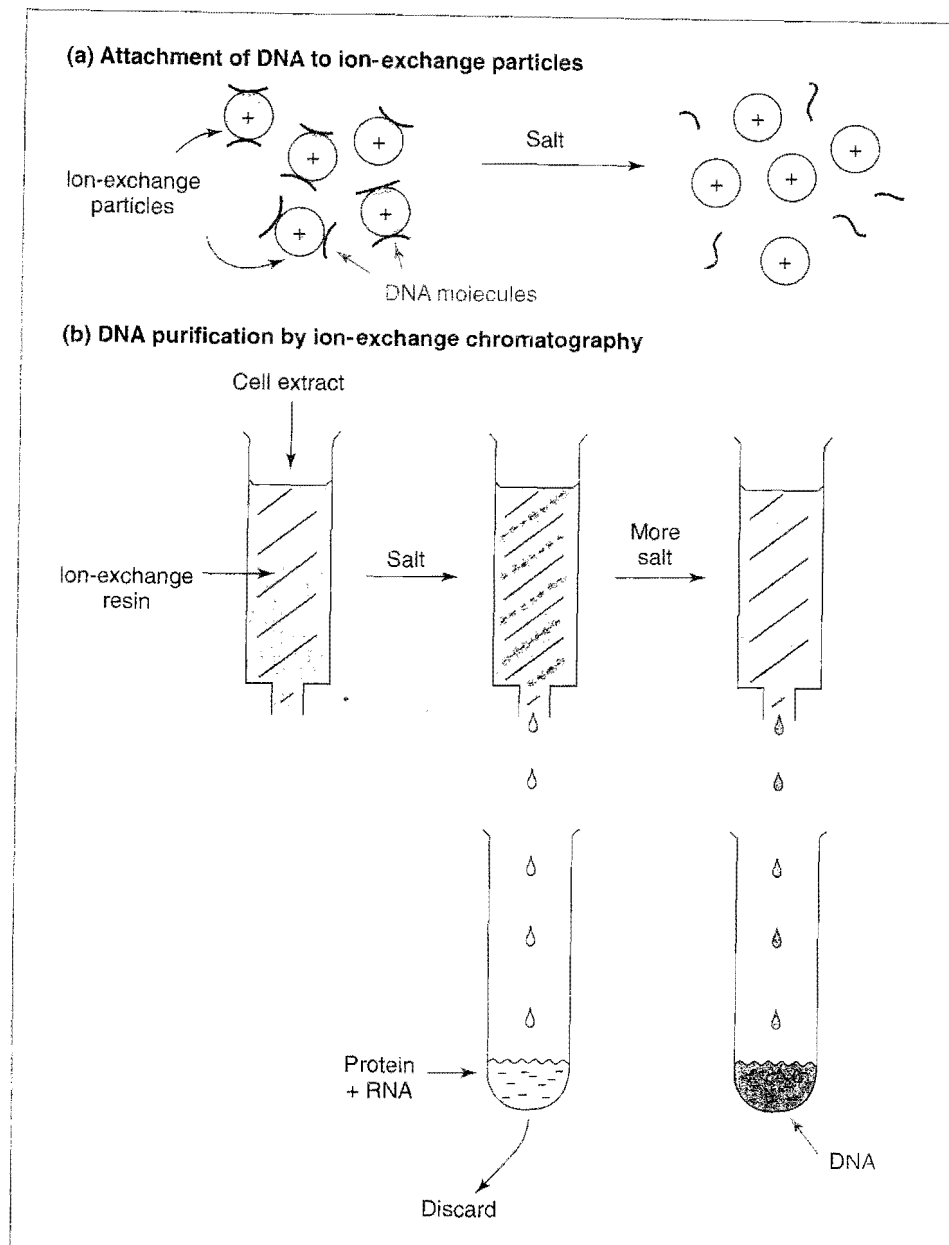 (a) Attachment of DNA to ion-exchange particles
+
+
+
+
+
Ion-exchange
particles
Salt
+
+
+
+
+
DNA molecules
(b) DNA purification by ion-exchange chromatography
Cell extract
Ion-exchange
resin
Salt
More
salt
Protein
+ RNA
Discard
DNA